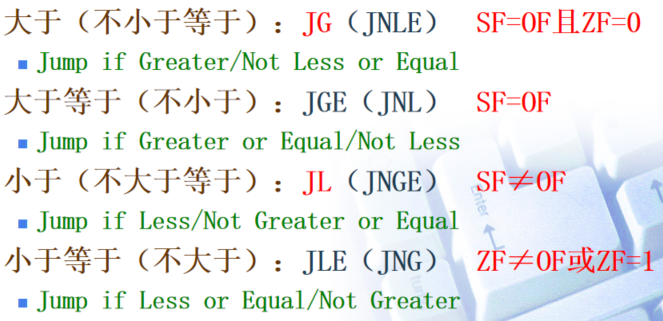 大于（不小于等于）：JG（JNLE） SF=OF且ZF=0
Jump if Greater/Not Less or Equal
大于等于（不小于）：JGE（JNL） SF=OF
Jump if Greater or Equal/Not Less
小于（不大于等于）：JL（JNGE） SF≠OF
Jump if Less/Not Greater or Equal
小于等于（不大于）：JLE（JNG） ZF≠OF或ZF=1
Jump if Less or Equal/Not Greater
Enter